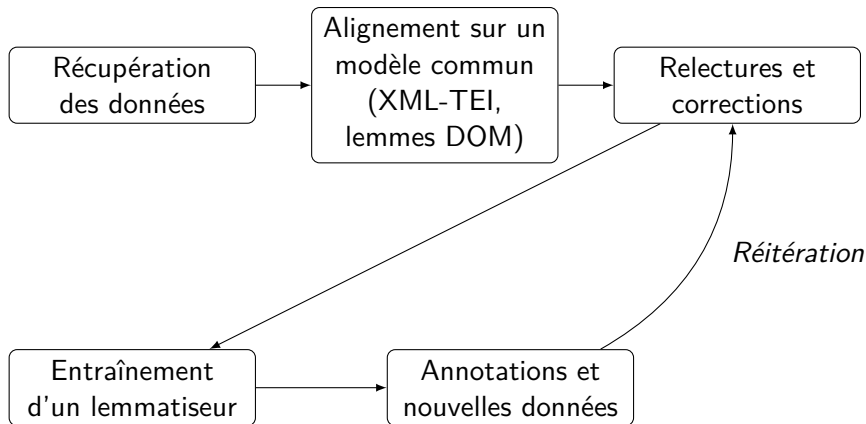 Récupération
des données
Alignement sur un
modèle commun
(XML-TEI,
lemmes DOM)
Relectures et
corrections
Réitération
Entraînement
d'un lemmatiseur
Annotations et
nouvelles données